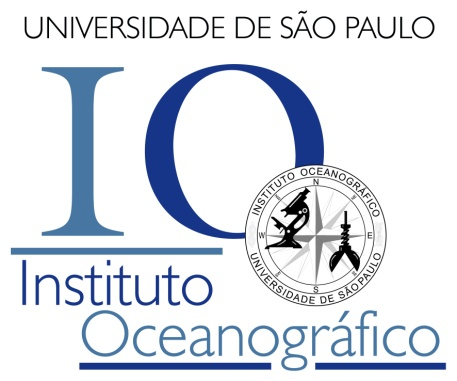 UNIVERSIDADE DE SÃO PAULO
IO
INSTITUTO OCEANOGRÁFICO
N
W E
S
UNIVERSIDADE DE SÃO PAULO
Instituto
Oceanográfico